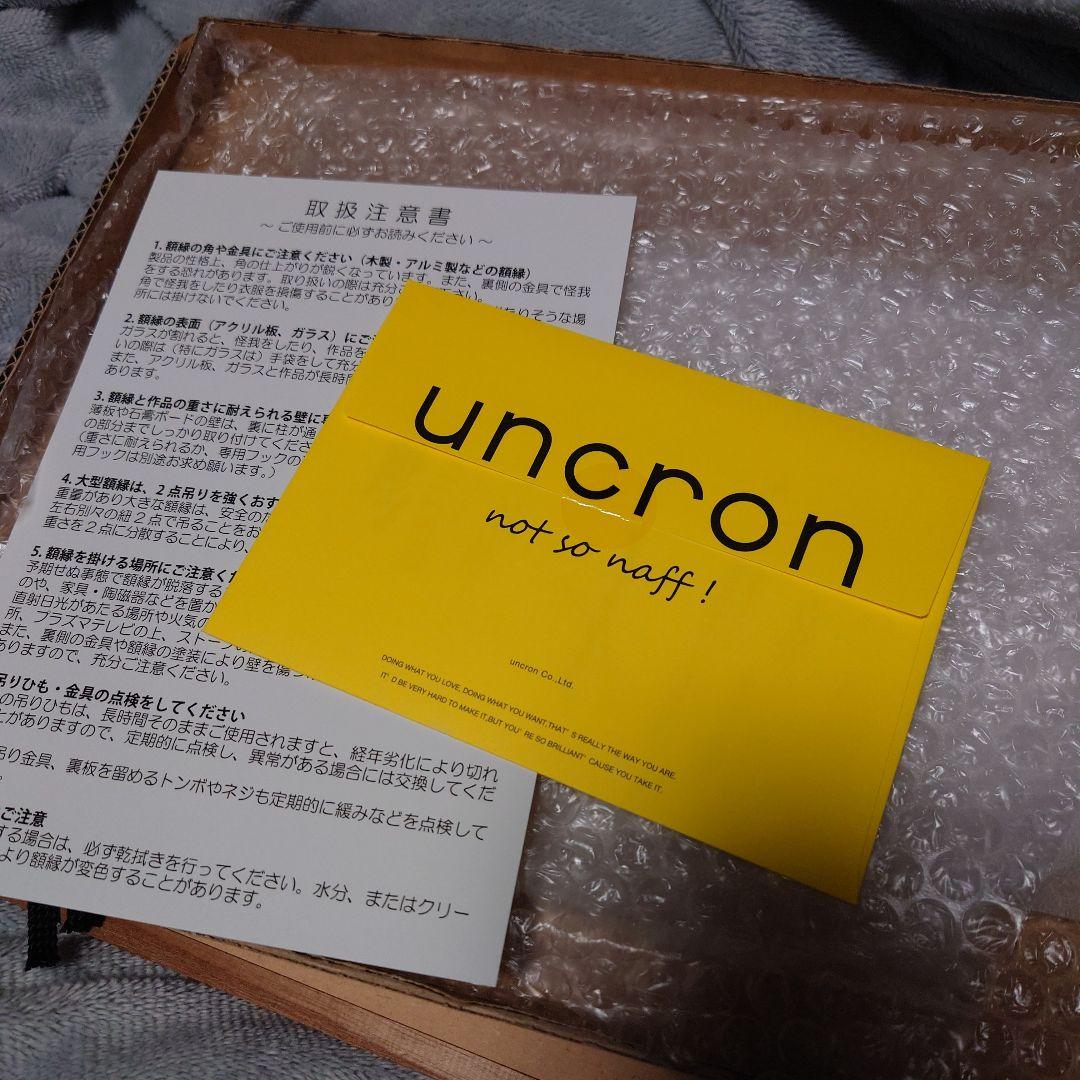 取扱注意書
～ご使用前に必ずお読みください～
1. 額縁の角や金具にご注意ください（木製・アルミ製などの額縁）
製品の性格上、角の仕上がりが鋭くなっています。また、裏側の金具で怪我
をする恐れがあります。取り扱いの際は充分ご
さい。
角で怪我をしたり衣服を損傷することがあり
たりそうな場
所には掛けないでください。
2. 額縁の表面（アクリル板、ガラス）にご
ガラスが割れると、怪我をしたり、作品を
いの際は（特にガラスは）手袋をして充分
また、アクリル板、ガラスと作品が長時間
あります。
3. 額縁と作品の重さに耐えられる壁に
薄板や石膏ボードの壁は、裏に柱が通
の部分までしっかり取り付けてくださ
（重さに耐えられるか、専用フックの
用フックは別途お求め願います。）
4. 大型額縁は、2点吊りを強くおす
重量があり大きな額縁は、安全のた
左右別々の紐2点で吊ることをお
重さを2点に分散することにより、
5. 額縁を掛ける場所にご注意く
予期せぬ事態で額縁が脱落する
のや、家具・陶磁器などを置か
直射日光があたる場所や火気の
所、プラズマテレビの上、ストーブ
また、裏側の金具や額縁の塗装により壁を傷つ
ありますので、充分ご注意ください。
吊りひも・金具の点検をしてください
の吊りひもは、長時間そのままご使用されますと、経年劣化により切れ
とがありますので、定期的に点検し、異常がある場合には交換してくだ
吊り金具、裏板を留めるトンボやネジも定期的に緩みなどを点検して
ご注意
する場合は、必ず乾拭きを行ってください。水分、またはクリー
より額縁が変色することがあります。
uncron
not so naff !
uncron Co.,Ltd.
DOING WHAT YOU LOVE, DOING WHAT YOU WANT,THAT'S REALLY THE WAY YOU ARE.
IT'D BE VERY HARD TO MAKE IT,BUT YOU'RE SO BRILLIANT 'CAUSE YOU TAKE IT.